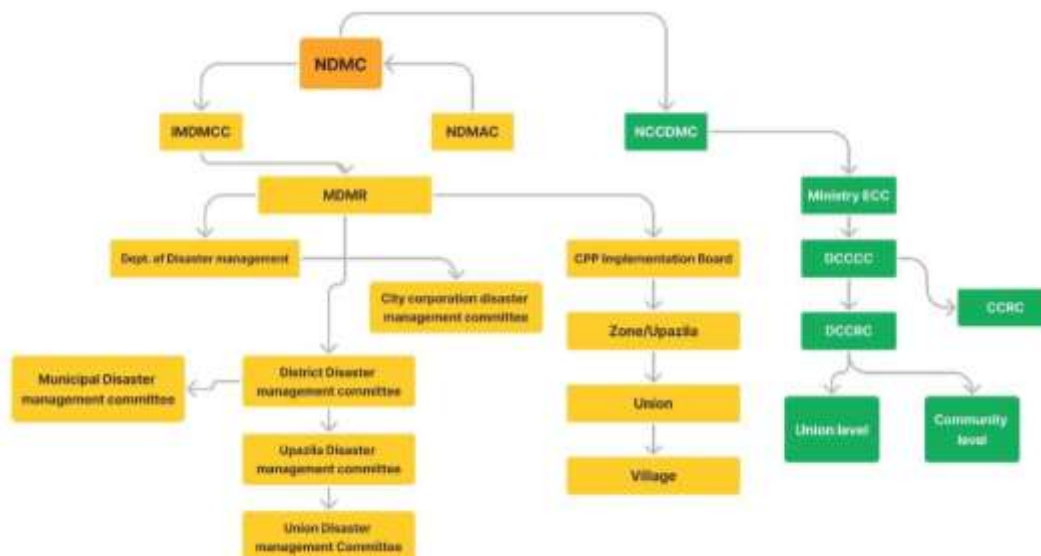 NDMC
IMDMCC
NDMAC
NCCDMC
MDMR
Ministry ECC
Dept. of Disaster management
CPP Implementation Board
DCCCC
City corporation disaster
management committee
CCRC
Zone/Upazila
DCCRC
Municipal Disaster
management committee
District Disaster
management committee
Union
Union level
Community
level
Upazila Disaster
management committee
Village
Union Disaster
management Committee